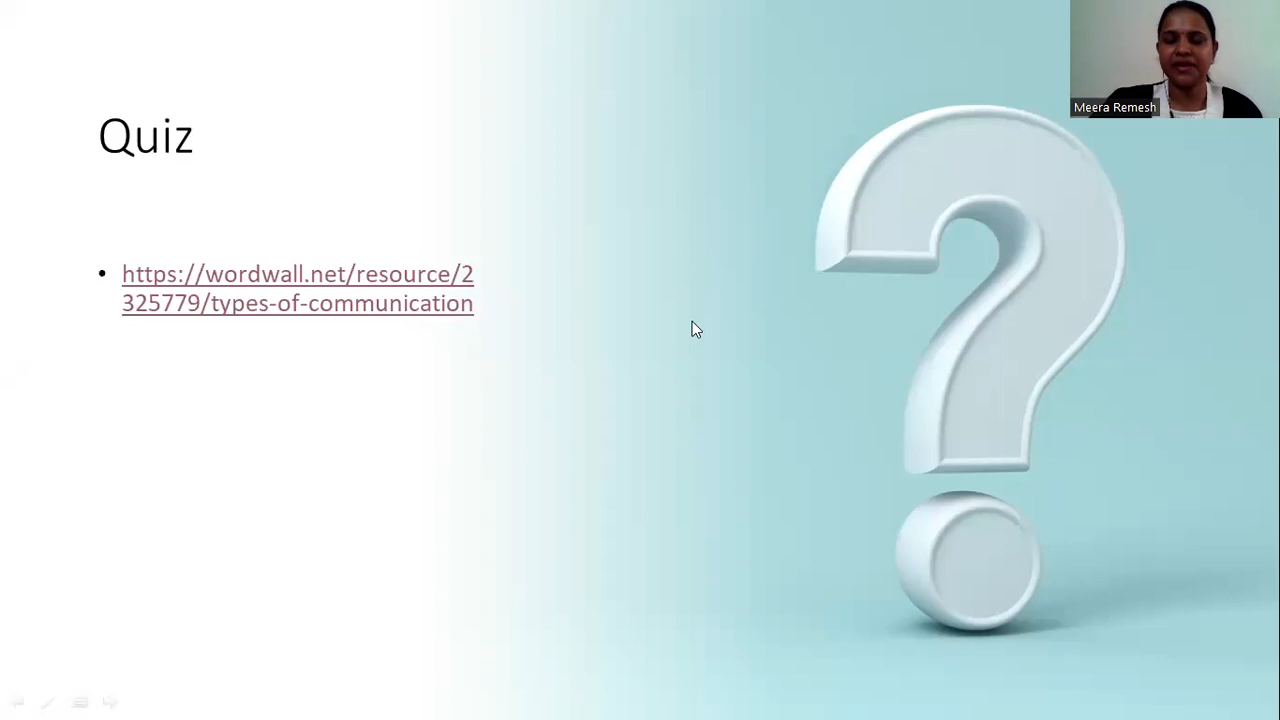 Meera Remesh
Quiz
• https://wordwall.net/resource/2
325779/types-of-communication